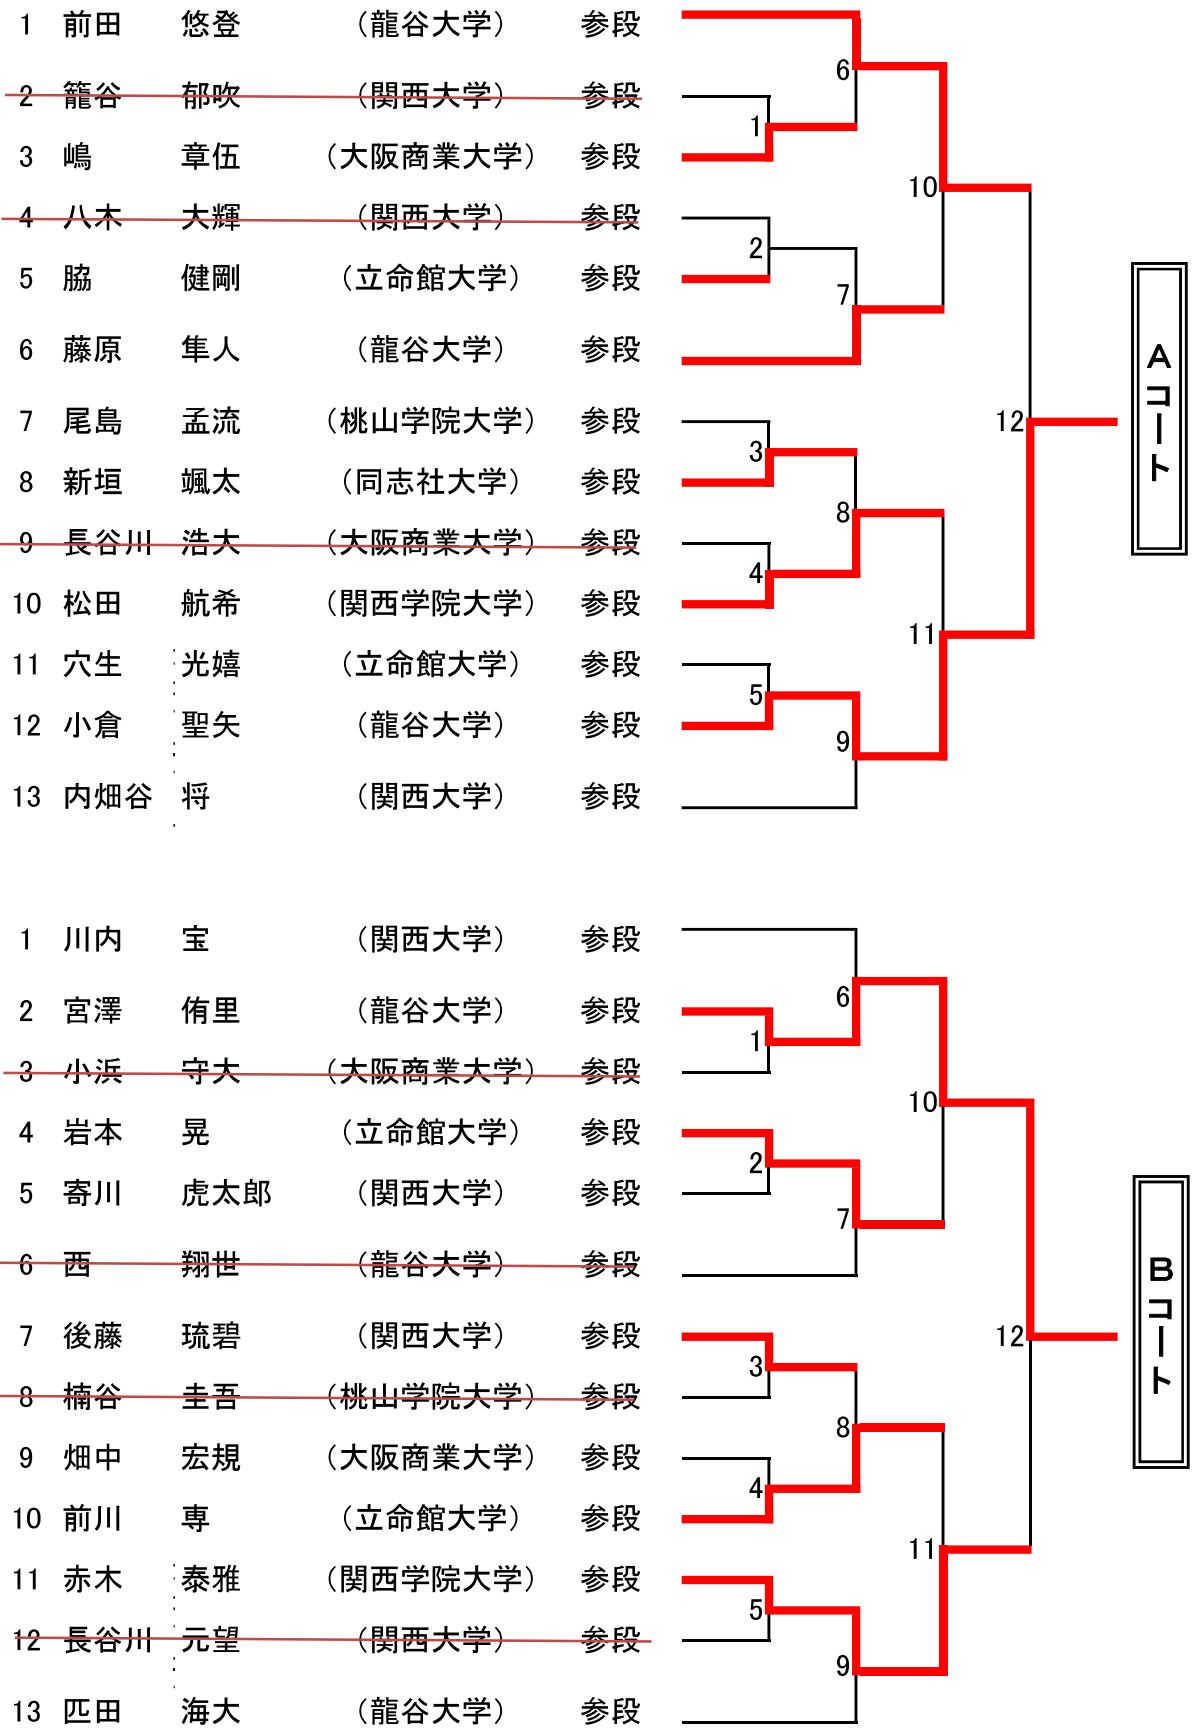 1 前田 悠登 （龍谷大学） 参段
6
2 籠谷 郁吹 （関西大学） 参段
1
3 嶋 章伍 （大阪商業大学） 参段
10
4 八木 大輝 （関西大学） 参段
2
5 脇 健剛 （立命館大学） 参段
7
6 藤原 隼人 （龍谷大学） 参段
Aコート
7 尾島 孟流 （桃山学院大学） 参段
12
3
8 新垣 颯太 （同志社大学） 参段
8
9 長谷川 浩大 （大阪商業大学） 参段
4
10 松田 航希 （関西学院大学） 参段
11
11 穴生 光嬉 （立命館大学） 参段
5
12 小倉 聖矢 （龍谷大学） 参段
9
13 内畑谷 将 （関西大学） 参段
1 川内 宝 （関西大学） 参段
6
2 宮澤 侑里 （龍谷大学） 参段
1
3 小浜 守大 （大阪商業大学） 参段
10
4 岩本 晃 （立命館大学） 参段
2
5 寄川 虎太郎 （関西大学） 参段
7
6 西 翔世 （龍谷大学） 参段
Bコート
7 後藤 琉碧 （関西大学） 参段
12
3
8 楠谷 圭吾 （桃山学院大学） 参段
8
9 畑中 宏規 （大阪商業大学） 参段
4
10 前川 専 （立命館大学） 参段
11
11 赤木 泰雅 （関西学院大学） 参段
5
12 長谷川 元望 （関西大学） 参段
9
13 匹田 海大 （龍谷大学） 参段